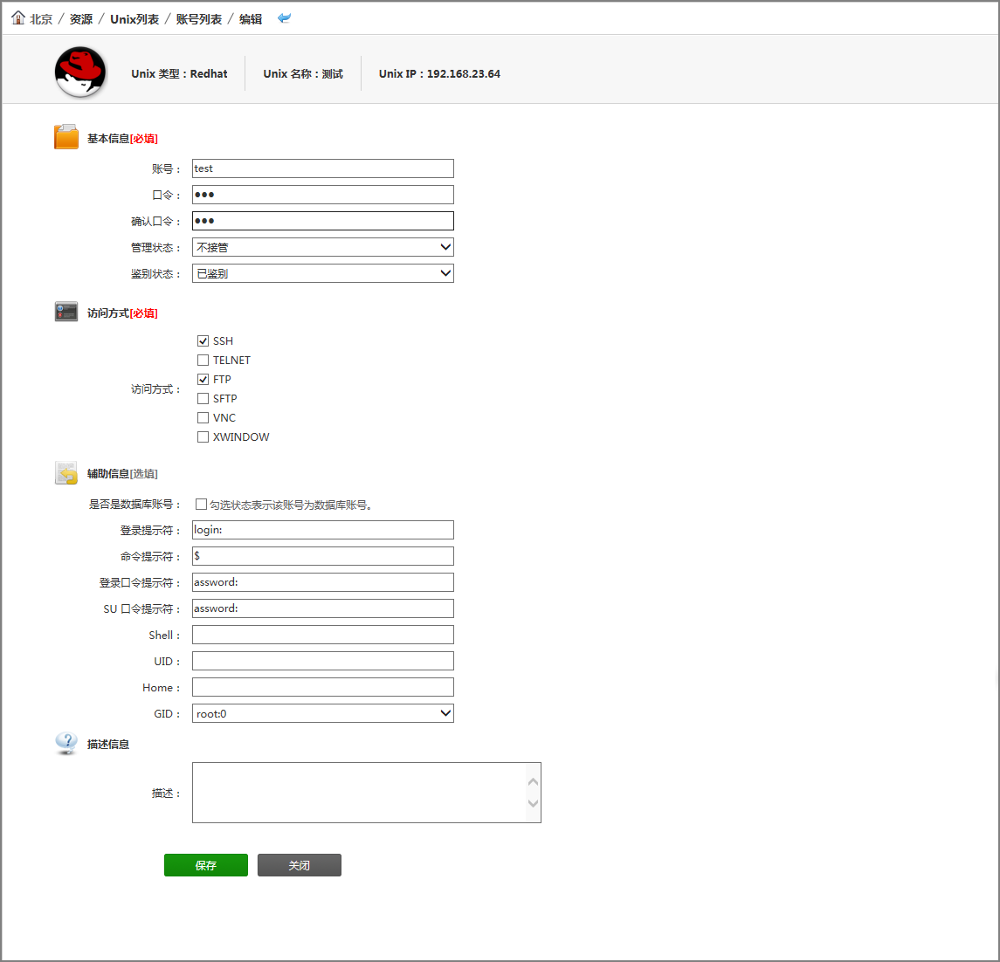 北京 / 资源 / Unix列表 / 账号列表 / 编辑
Unix 类型：Redhat
Unix 名称：测试
Unix IP：192.168.23.64
基本信息[必填]
账号： test
口令： ●●●
确认口令： ●●●
管理状态： 不接管
鉴别状态： 已鉴别
访问方式[必填]
访问方式：
SSH
TELNET
FTP
SFTP
VNC
XWINDOW
辅助信息[选填]
是否是数据库账号： 勾选状态表示该账号为数据库账号。
登录提示符： login:
命令提示符： $
登录口令提示符： assword:
SU 口令提示符： assword:
Shell：
UID：
Home：
GID： root:0
描述信息
描述：
保存 关闭